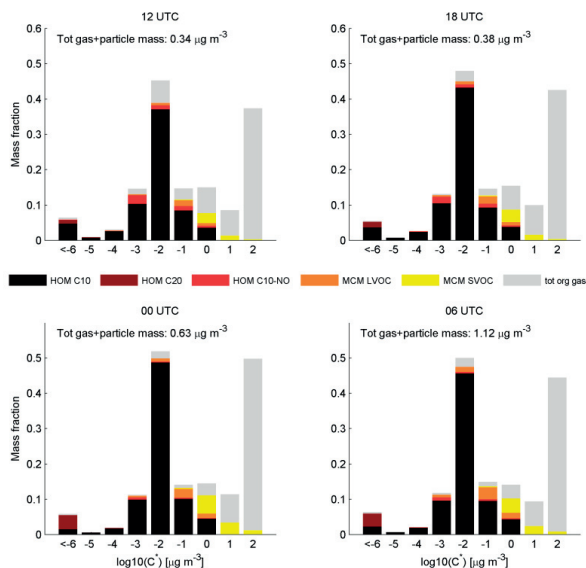 12 UTC
18 UTC
Tot gas+particle mass: 0.34 µg m⁻³
Tot gas+particle mass: 0.38 µg m⁻³
Mass fraction
0.6
0.5
0.4
0.3
0.2
0.1
0
0.6
0.5
0.4
0.3
0.2
0.1
0
<-6 -5 -4 -3 -2 -1 0 1 2
<-6 -5 -4 -3 -2 -1 0 1 2
HOM C10 HOM C20 HOM C10-NO MCM LVOC MCM SVOC tot org gas
00 UTC
06 UTC
Tot gas+particle mass: 0.63 µg m⁻³
Tot gas+particle mass: 1.12 µg m⁻³
Mass fraction
0.5
0.4
0.3
0.2
0.1
0
0.5
0.4
0.3
0.2
0.1
0
<-6 -5 -4 -3 -2 -1 0 1 2
<-6 -5 -4 -3 -2 -1 0 1 2
log10(C*) [µg m⁻³]
log10(C*) [µg m⁻³]